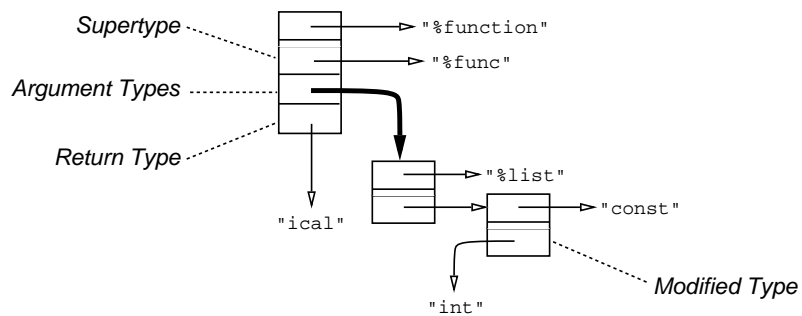 Supertype
"%function"
"%func"
Argument Types
Return Type
"%list"
"const"
"ical"
Modified Type
"int"